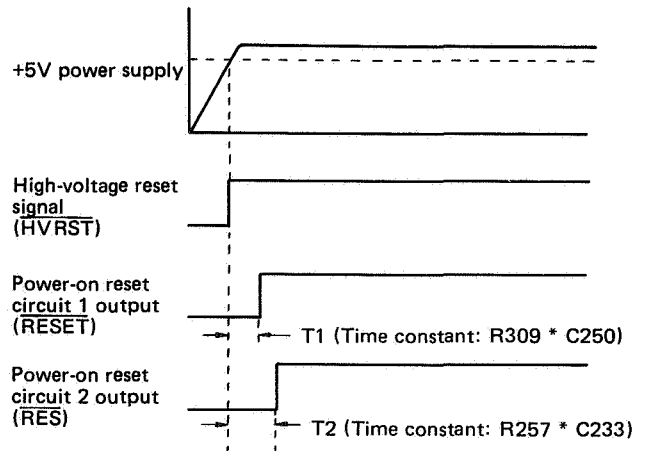 +5V power supply
High-voltage reset
signal
(HVRST)
Power-on reset
circuit 1 output
(RESET)
T1 (Time constant: R309 * C250)
Power-on reset
circuit 2 output
(RES)
T2 (Time constant: R257 * C233)